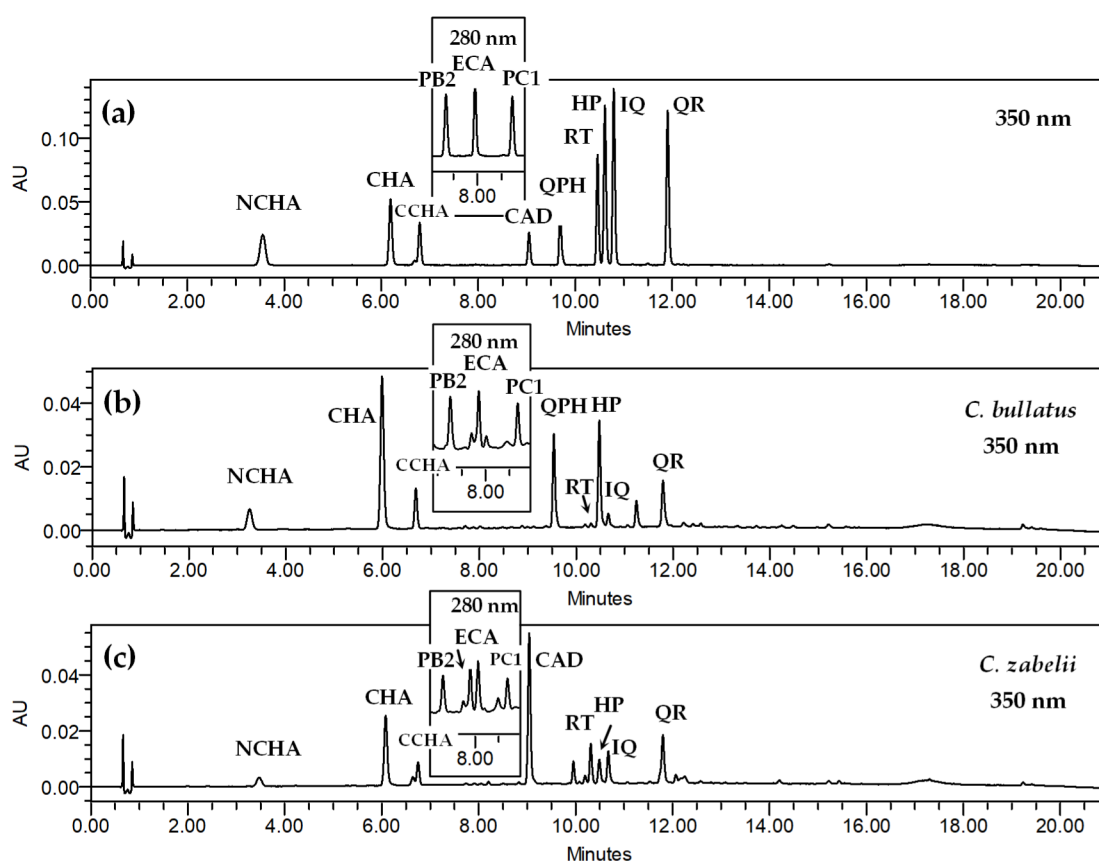 280 nm
ECA
PB2 PC1
8.00
(a)
350 nm
NCHA CHA CCHA CAD QPH RT HP IQ QR
AU
0.10
0.05
0.00
0.00 2.00 4.00 6.00 8.00 10.00 12.00 14.00 16.00 18.00 20.00
Minutes
280 nm
ECA
PB2 PC1
8.00
(b)
C. bullatus
350 nm
NCHA CHA CCHA QPH RT HP IQ QR
AU
0.04
0.02
0.00
0.00 2.00 4.00 6.00 8.00 10.00 12.00 14.00 16.00 18.00 20.00
Minutes
280 nm
ECA
PB2 PC1
8.00
(c)
C. zabelii
350 nm
NCHA CHA CCHA CAD RT HP IQ QR
AU
0.04
0.02
0.00
0.00 2.00 4.00 6.00 8.00 10.00 12.00 14.00 16.00 18.00 20.00
Minutes